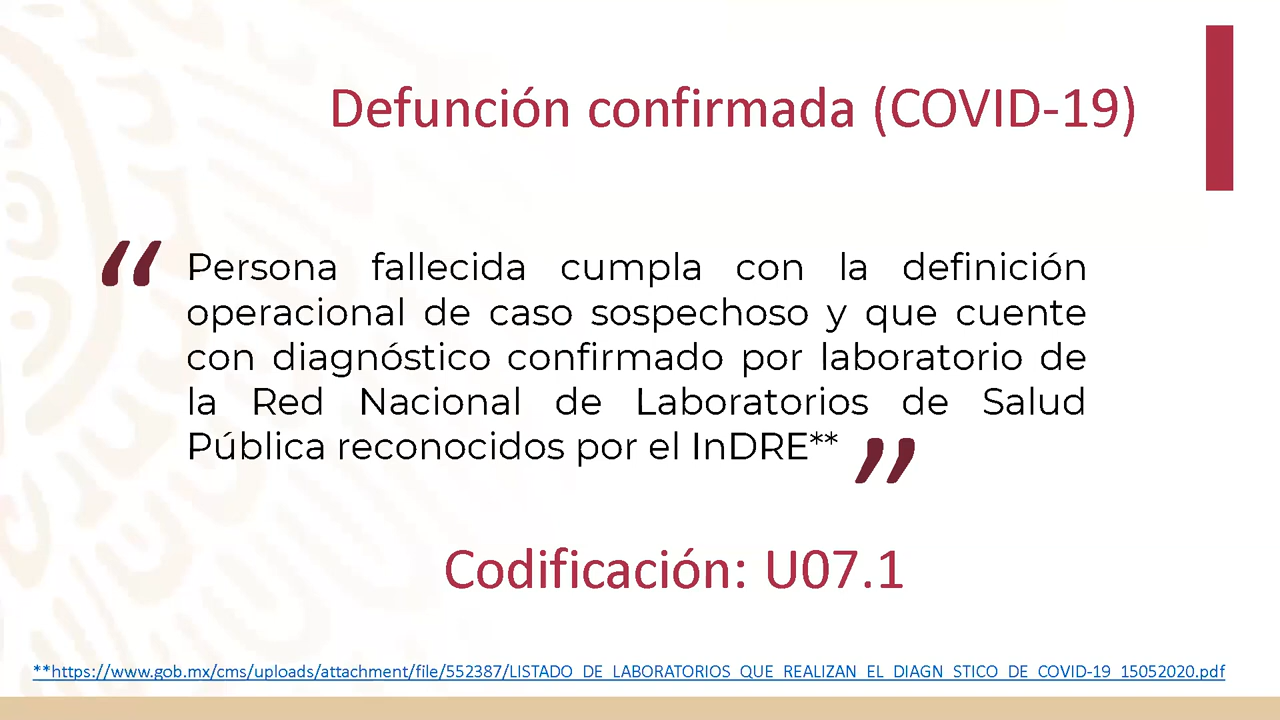 Defunción confirmada (COVID-19)
“ Persona fallecida cumpla con la definición
operacional de caso sospechoso y que cuente
con diagnóstico confirmado por laboratorio de
la Red Nacional de Laboratorios de Salud
Pública reconocidos por el InDRE** ”
Codificación: U07.1
**https://www.gob.mx/cms/uploads/attachment/file/552387/LISTADO_DE_LABORATORIOS_QUE_REALIZAN_EL_DIAGN_STICO_DE_COVID-19_15052020.pdf